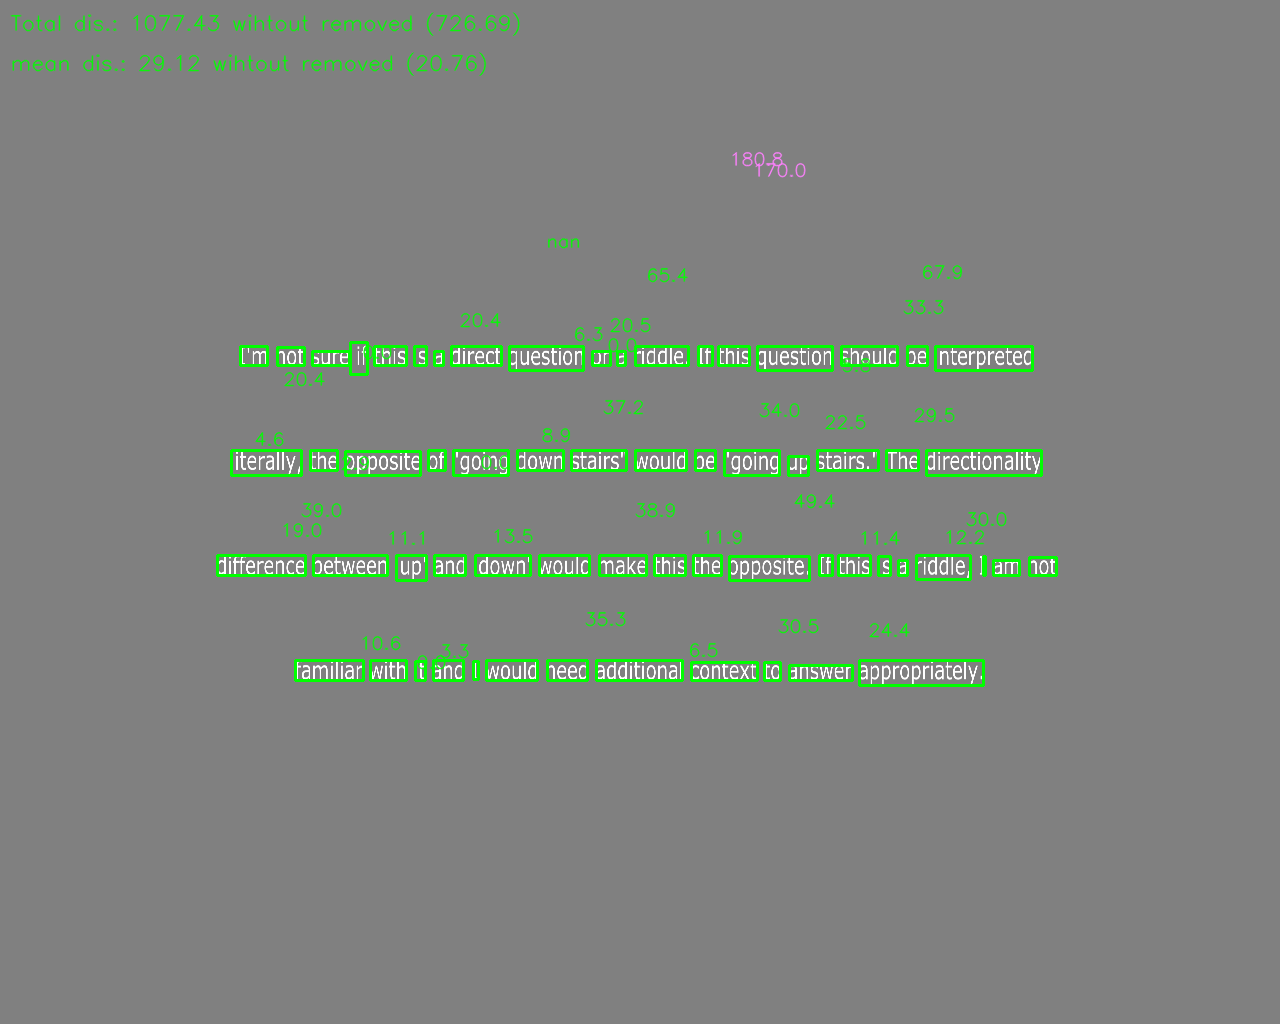 Total dis.: 1077.43 wihtout removed (726.69)
mean dis.: 29.12 wihtout removed (20.76)
180.8
170.0
nan
65.4 67.9
33.3
20.4 6.3 20.5
0.0
I'm not sure if this is a direct question or a riddle. If this question should be interpreted
20.4
37.2 34.0 22.5 29.5
4.6 8.9
literally, the opposite of 'going down stairs' would be 'going up stairs.' The directionality
39.0 38.9 49.4
19.0 11.1 13.5 11.9 11.4 12.2 30.0
difference between 'up' and 'down' would make this the opposite. If this is a riddle, I am not
35.3 30.5 24.4
10.6 3.3 6.5
familiar with it and I would need additional context to answer appropriately.